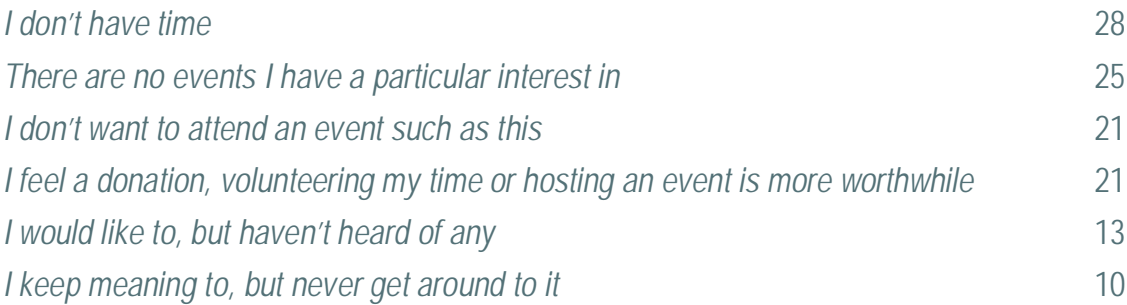 I don't have time 28
There are no events I have a particular interest in 25
I don't want to attend an event such as this 21
I feel a donation, volunteering my time or hosting an event is more worthwhile 21
I would like to, but haven't heard of any 13
I keep meaning to, but never get around to it 10